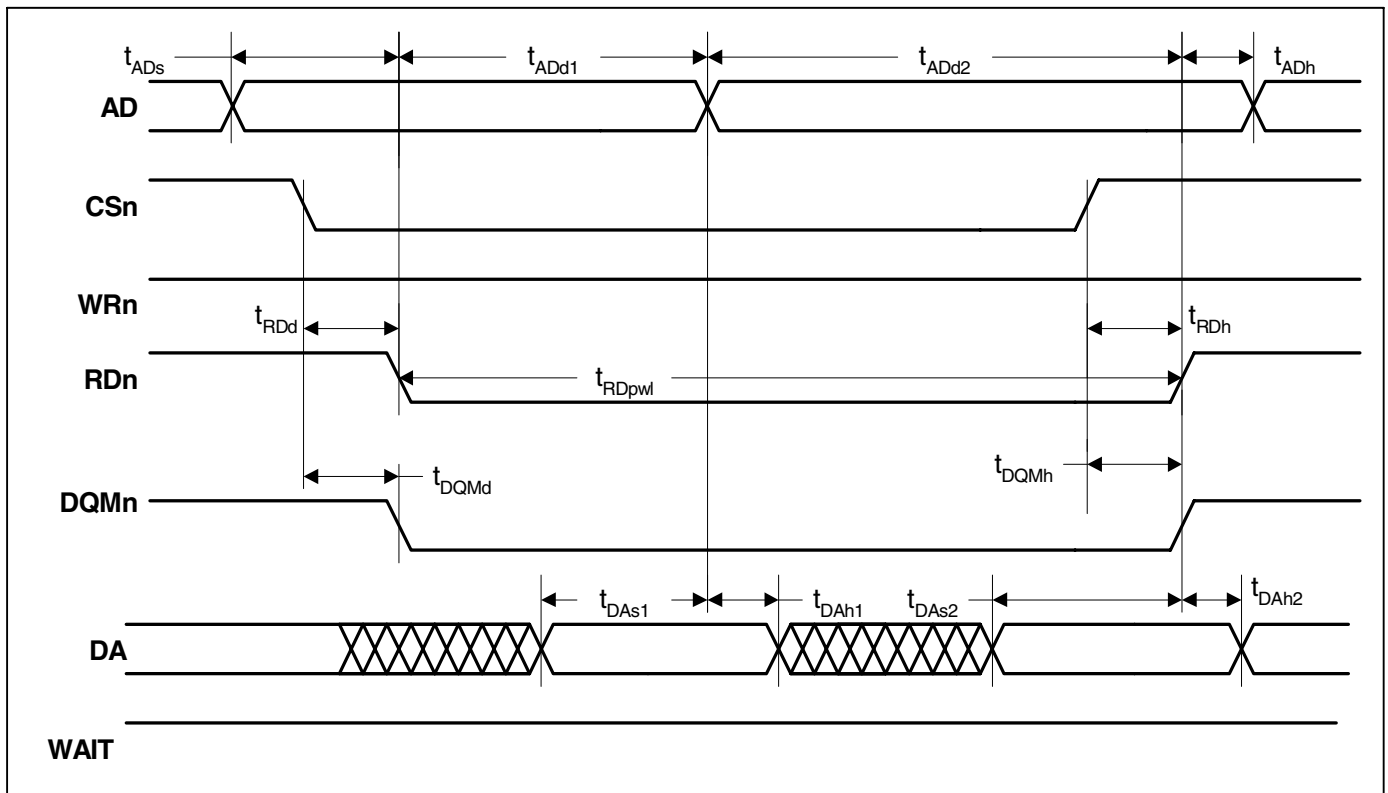 tADs tADd1 tADd2 tADh
AD
CSn
WRn
tRDd tRDh
RDn
tRDpwl
tDQMd tDQMh
DQMn
tDAs1 tDAh1 tDAs2 tDAh2
DA
WAIT